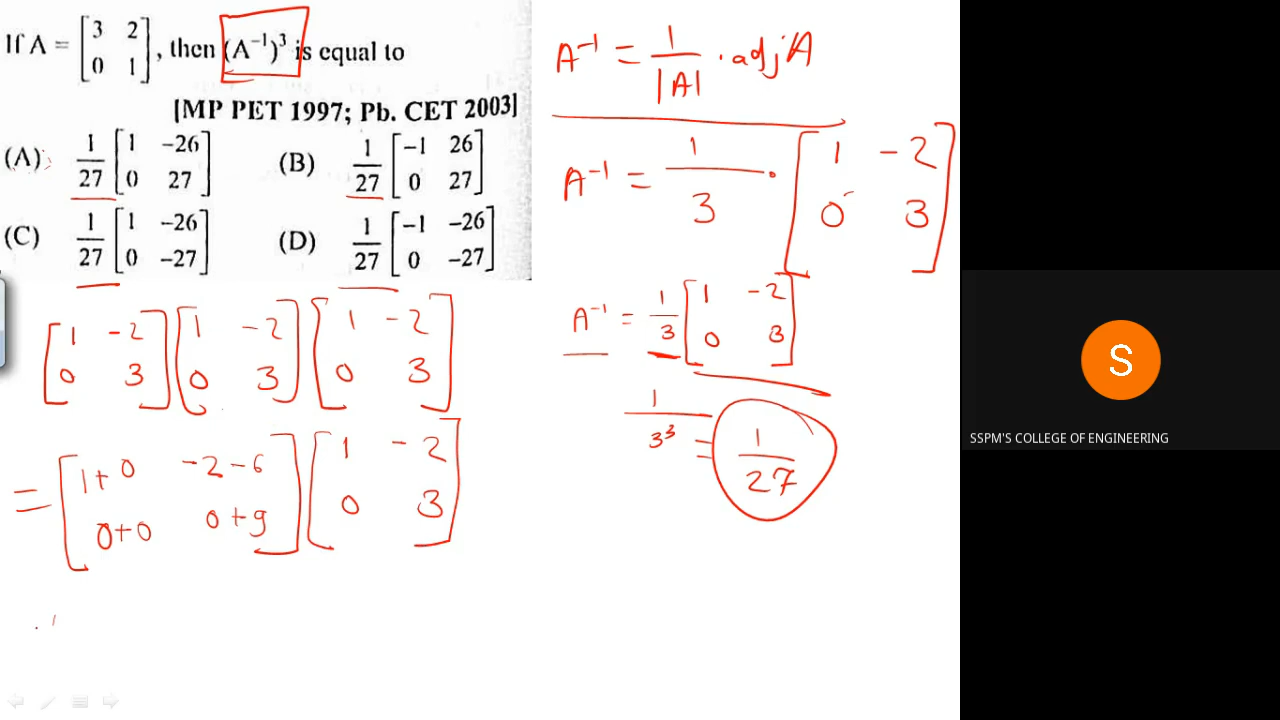 If A = [3 2; 0 1], then (A⁻¹)³ is equal to
[MP PET 1997; Pb. CET 2003]
(A) 1/27 [1 -26; 0 27] (B) 1/27 [-1 26; 0 27]
(C) 1/27 [1 -26; 0 -27] (D) 1/27 [-1 -26; 0 -27]
[1 -2; 0 3] [1 -2; 0 3] [1 -2; 0 3]
= [1+0 -2-6; 0+0 0+9] [1 -2; 0 3]
A⁻¹ = 1/|A| · adj A
A⁻¹ = 1/3 · [1 -2; 0 3]
A⁻¹ = 1/3 [1 -2; 0 3]
1/3³ = 1/27
S
SSPM'S COLLEGE OF ENGINEERING